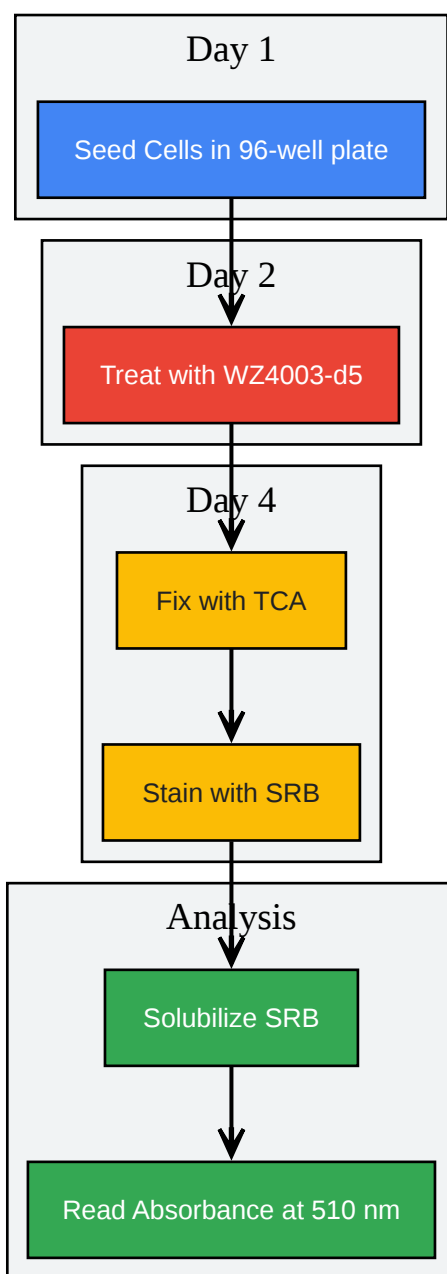 Day 1
Seed Cells in 96-well plate
Day 2
Treat with WZ4003-d5
Day 4
Fix with TCA
Stain with SRB
Analysis
Solubilize SRB
Read Absorbance at 510 nm